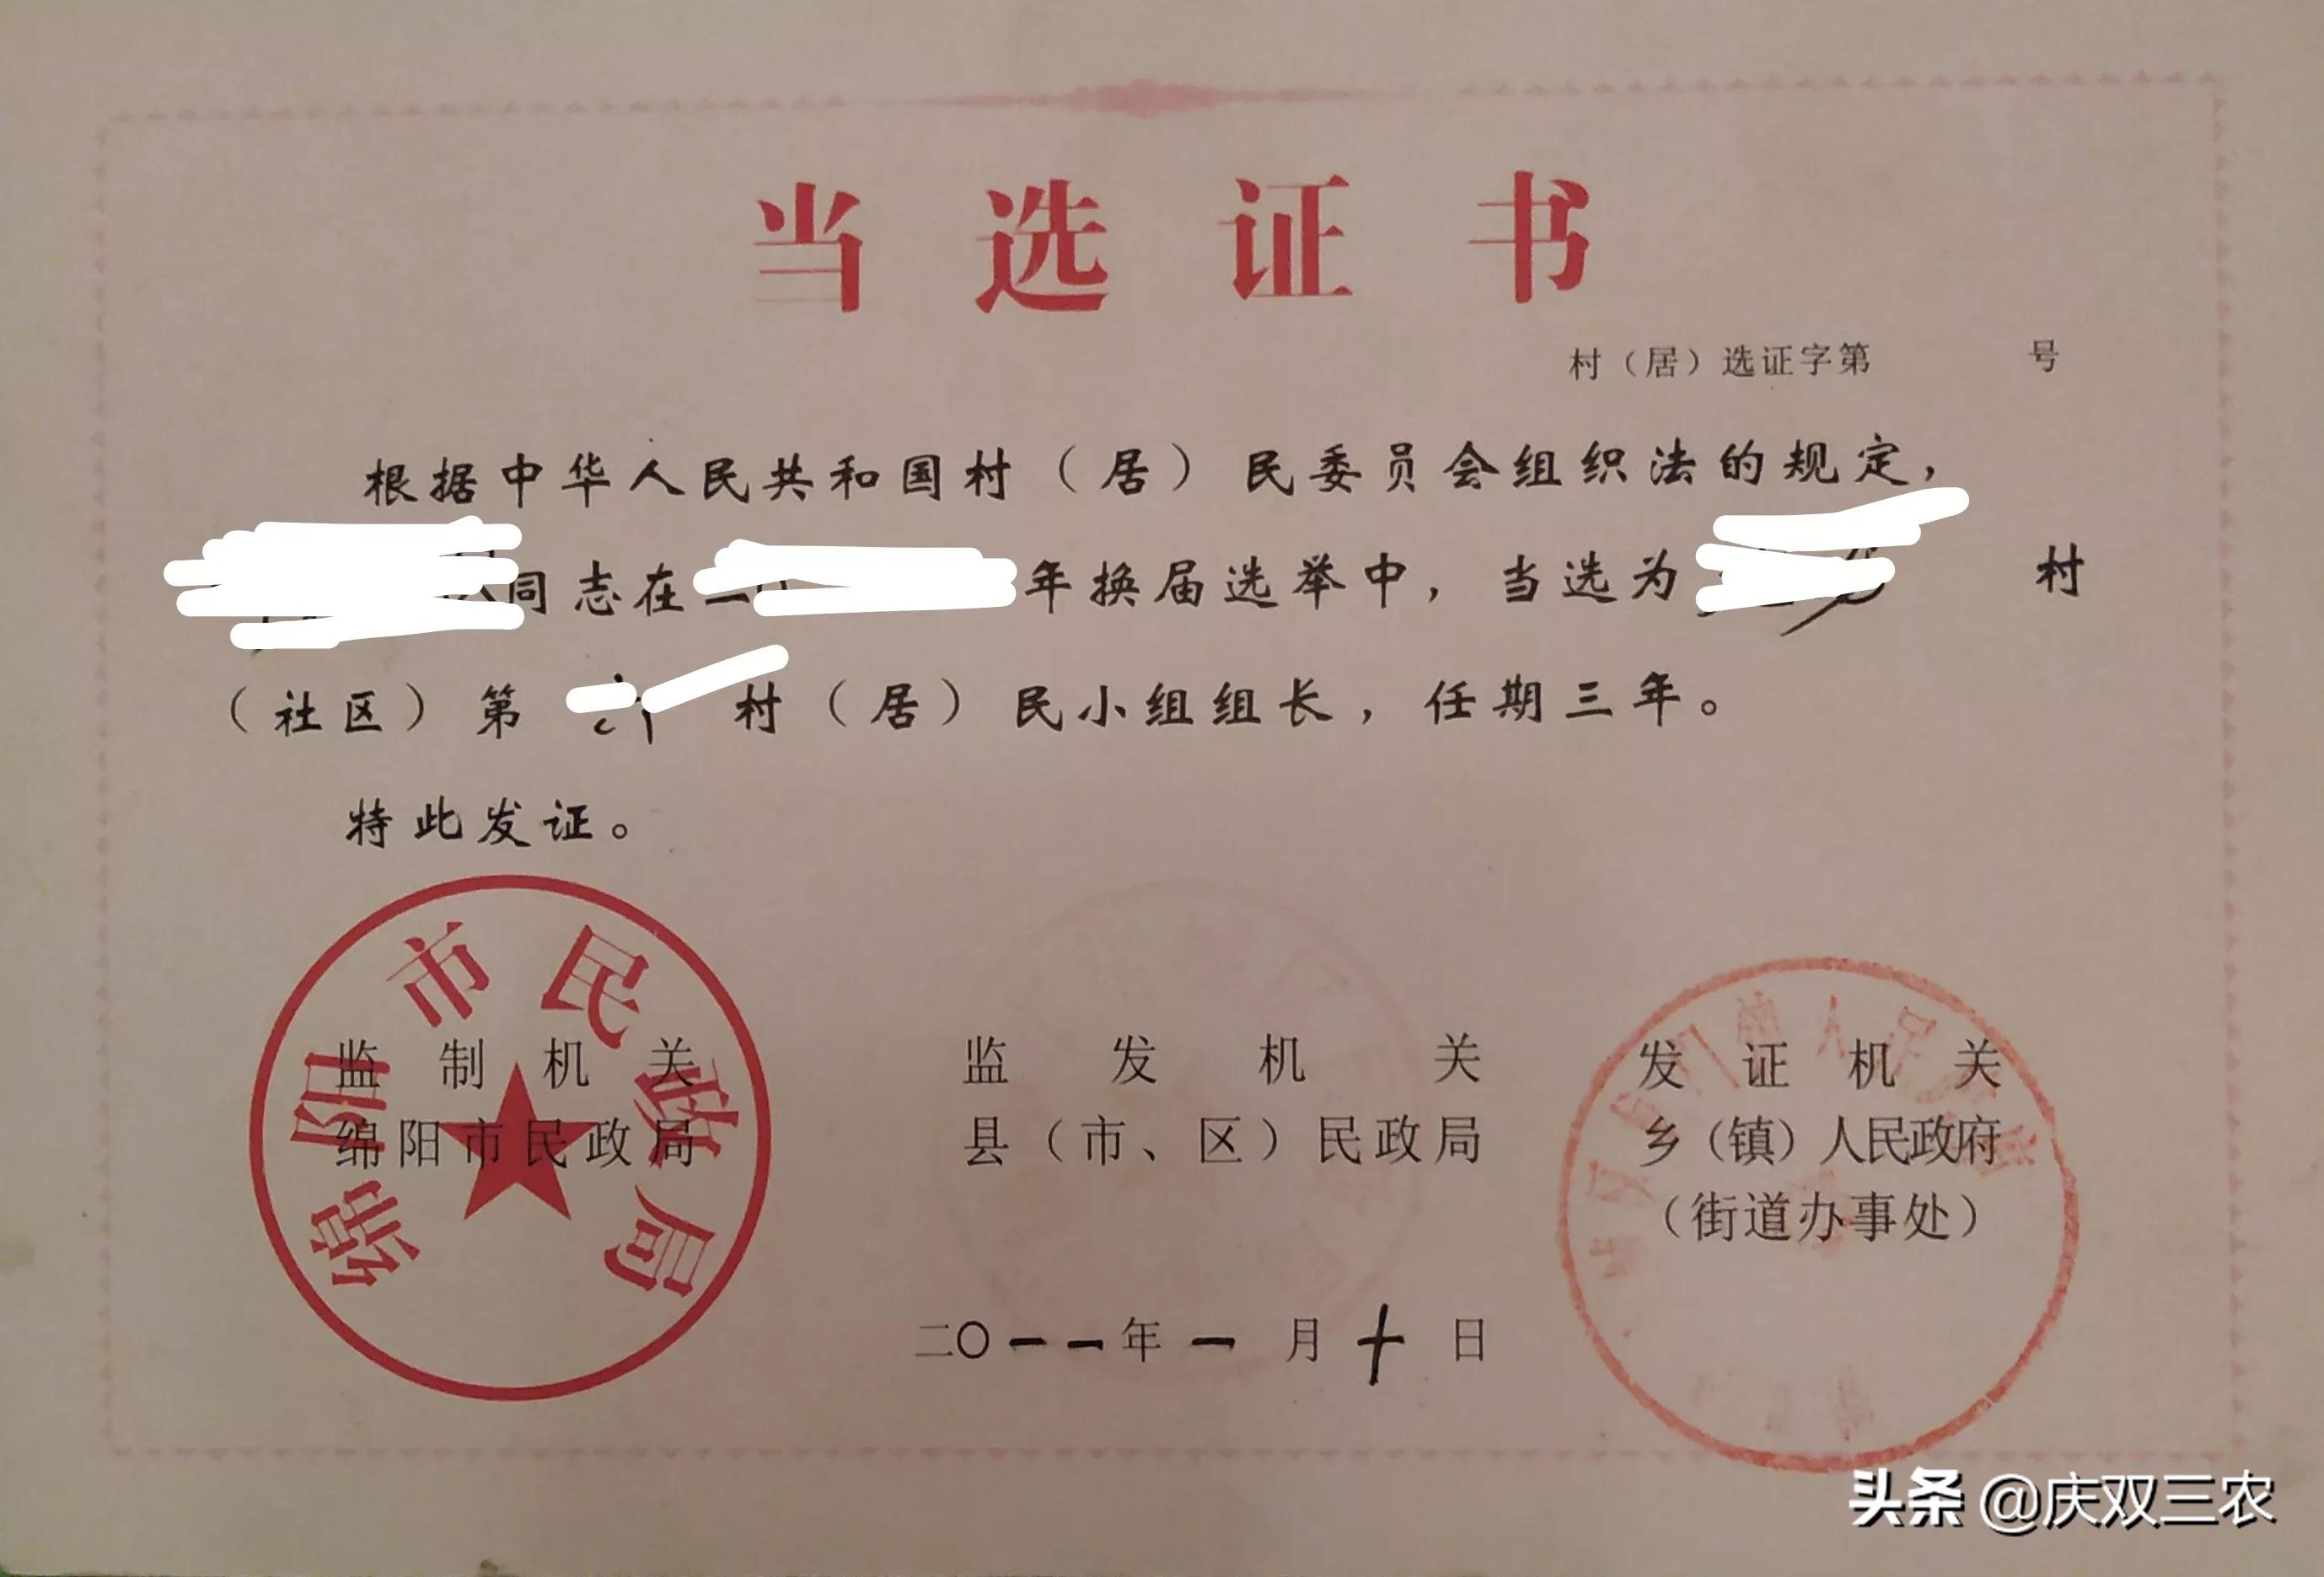 当选证书
村（居）选证字第 号
根据中华人民共和国村（居）民委员会组织法的规定，
同志在 年换届选举中，当选为 村
（社区）第 村（居）民小组组长，任期三年。
特此发证。
绵阳市民政局
监制机关 监发机关 发证机关
绵阳市民政局 县（市、区）民政局 乡（镇）人民政府
（街道办事处）
二〇一一年一月十日
头条 @庆双三农